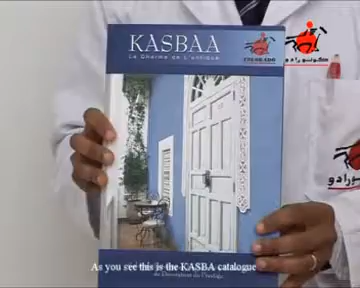 KASBAA
Le Charme de L'antique
COLORADO
كولورادو
As you see this is the KASBA catalogue